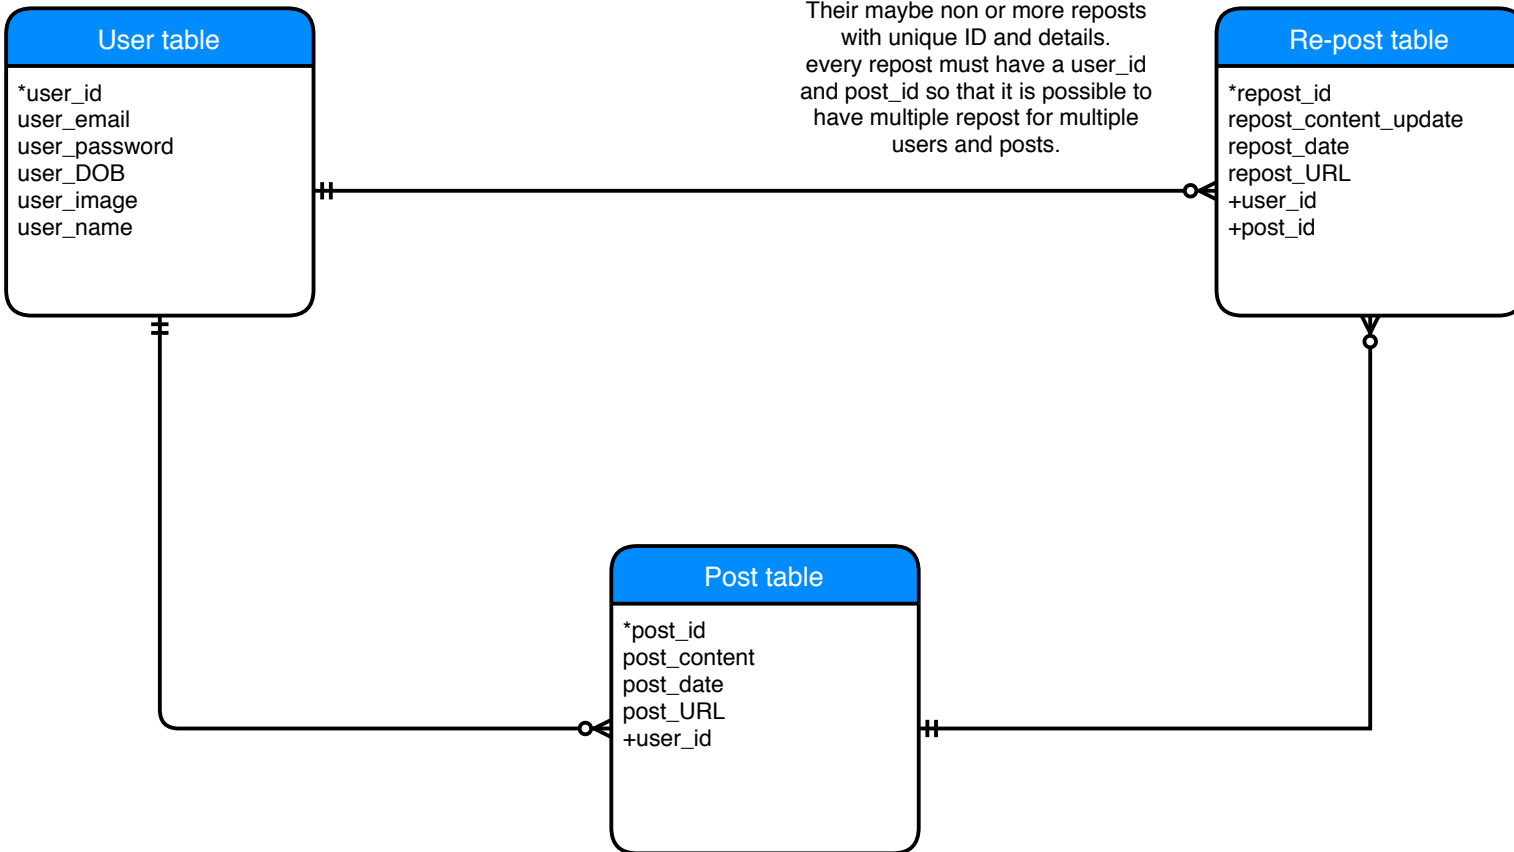 User table
*user_id
user_email
user_password
user_DOB
user_image
user_name
Their maybe non or more reposts
with unique ID and details.
every repost must have a user_id
and post_id so that it is possible to
have multiple repost for multiple
users and posts.
Re-post table
*repost_id
repost_content_update
repost_date
repost_URL
+user_id
+post_id
Post table
*post_id
post_content
post_date
post_URL
+user_id